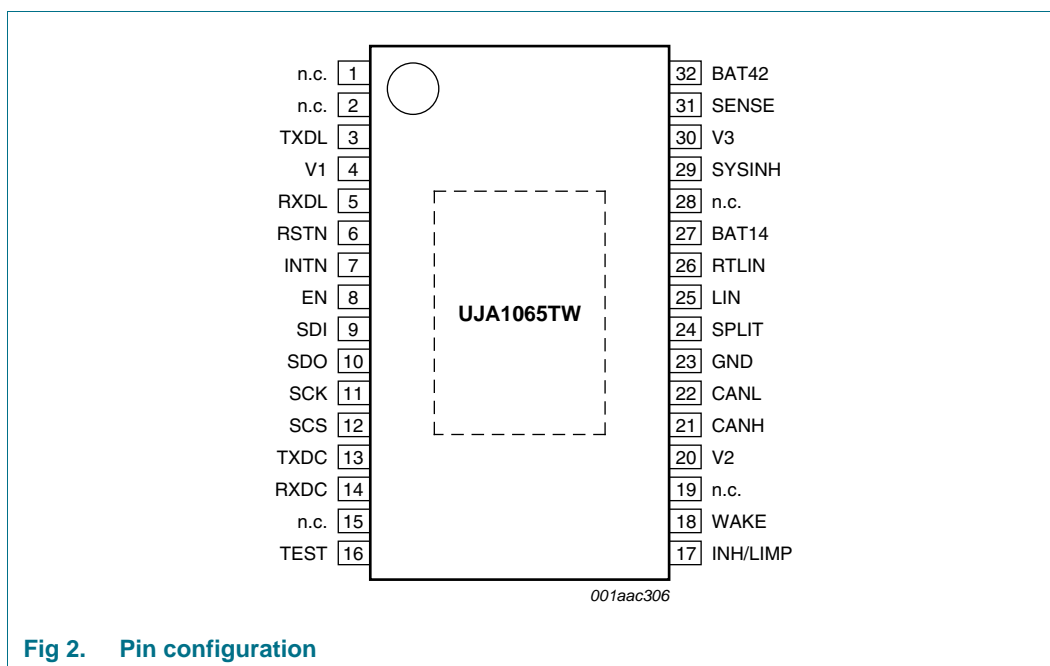 n.c. 1 32 BAT42
n.c. 2 31 SENSE
TXDL 3 30 V3
V1 4 29 SYSINH
RXDL 5 28 n.c.
RSTN 6 27 BAT14
INTN 7 26 RTLIN
EN 8 25 LIN
UJA1065TW
SDI 9 24 SPLIT
SDO 10 23 GND
SCK 11 22 CANL
SCS 12 21 CANH
TXDC 13 20 V2
RXDC 14 19 n.c.
n.c. 15 18 WAKE
TEST 16 17 INH/LIMP
001aac306
Fig 2. Pin configuration